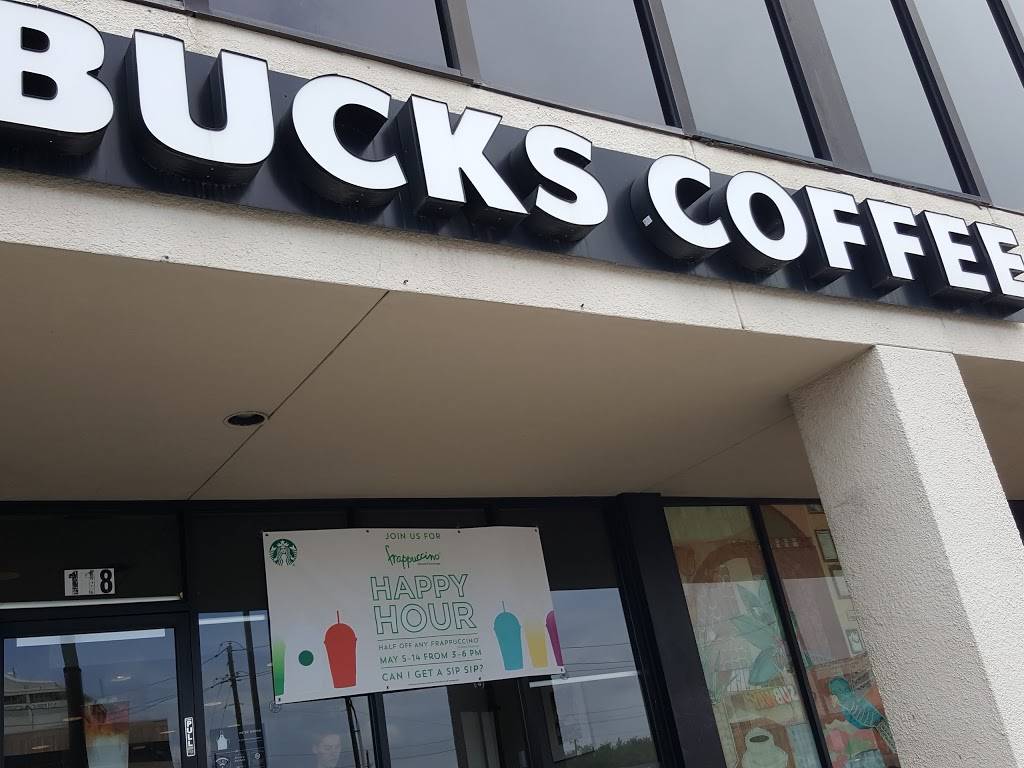 BUCKS COFFEE
JOIN US FOR
frappuccino
HAPPY
HOUR
HALF OFF ANY FRAPPUCCINO
MAY 5-14 FROM 3-6 PM
CAN I GET A SIP SIP?
118
PULL